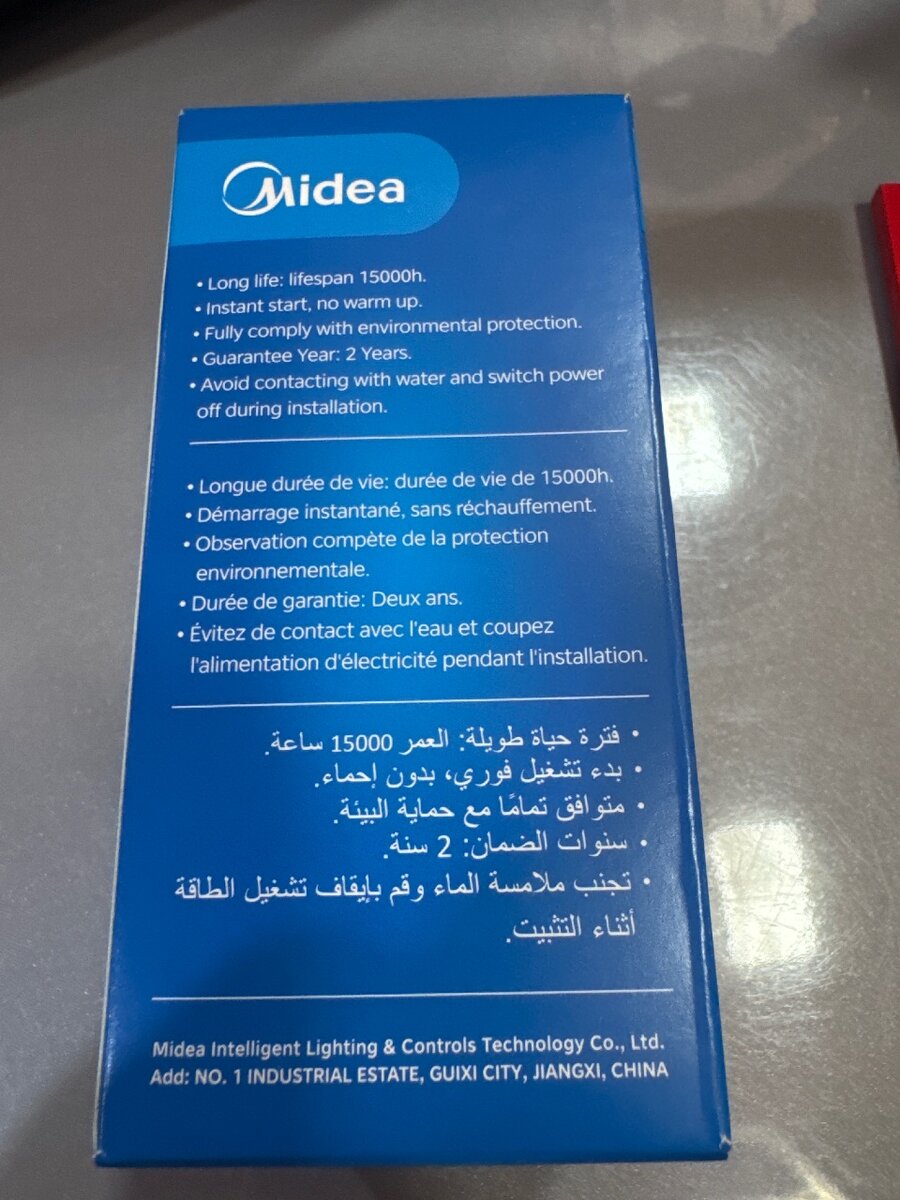 Midea
• Long life: lifespan 15000h.
• Instant start, no warm up.
• Fully comply with environmental protection.
• Guarantee Year: 2 Years.
• Avoid contacting with water and switch power
off during installation.
• Longue durée de vie: durée de vie de 15000h.
• Démarrage instantané, sans réchauffement.
• Observation compète de la protection
environnementale.
• Durée de garantie: Deux ans.
• Évitez de contact avec l'eau et coupez
l'alimentation d'électricité pendant l'installation.
• فترة حياة طويلة: العمر 15000 ساعة.
• بدء تشغيل فوري، بدون إحماء.
• متوافق تمامًا مع حماية البيئة.
• سنوات الضمان: 2 سنة.
• تجنب ملامسة الماء وقم بإيقاف تشغيل الطاقة
أثناء التثبيت.
Midea Intelligent Lighting & Controls Technology Co., Ltd.
Add: NO. 1 INDUSTRIAL ESTATE, GUIXI CITY, JIANGXI, CHINA